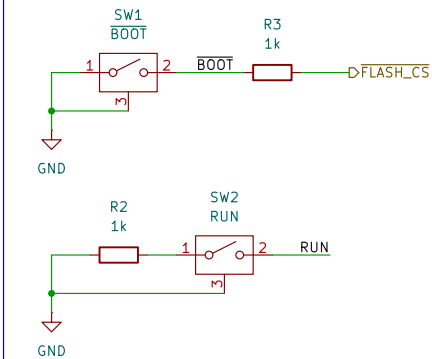 SW1
BOOT
R3
1k
1
2
BOOT
FLASH_CS
3
GND
R2
1k
SW2
RUN
1
2
RUN
3
GND